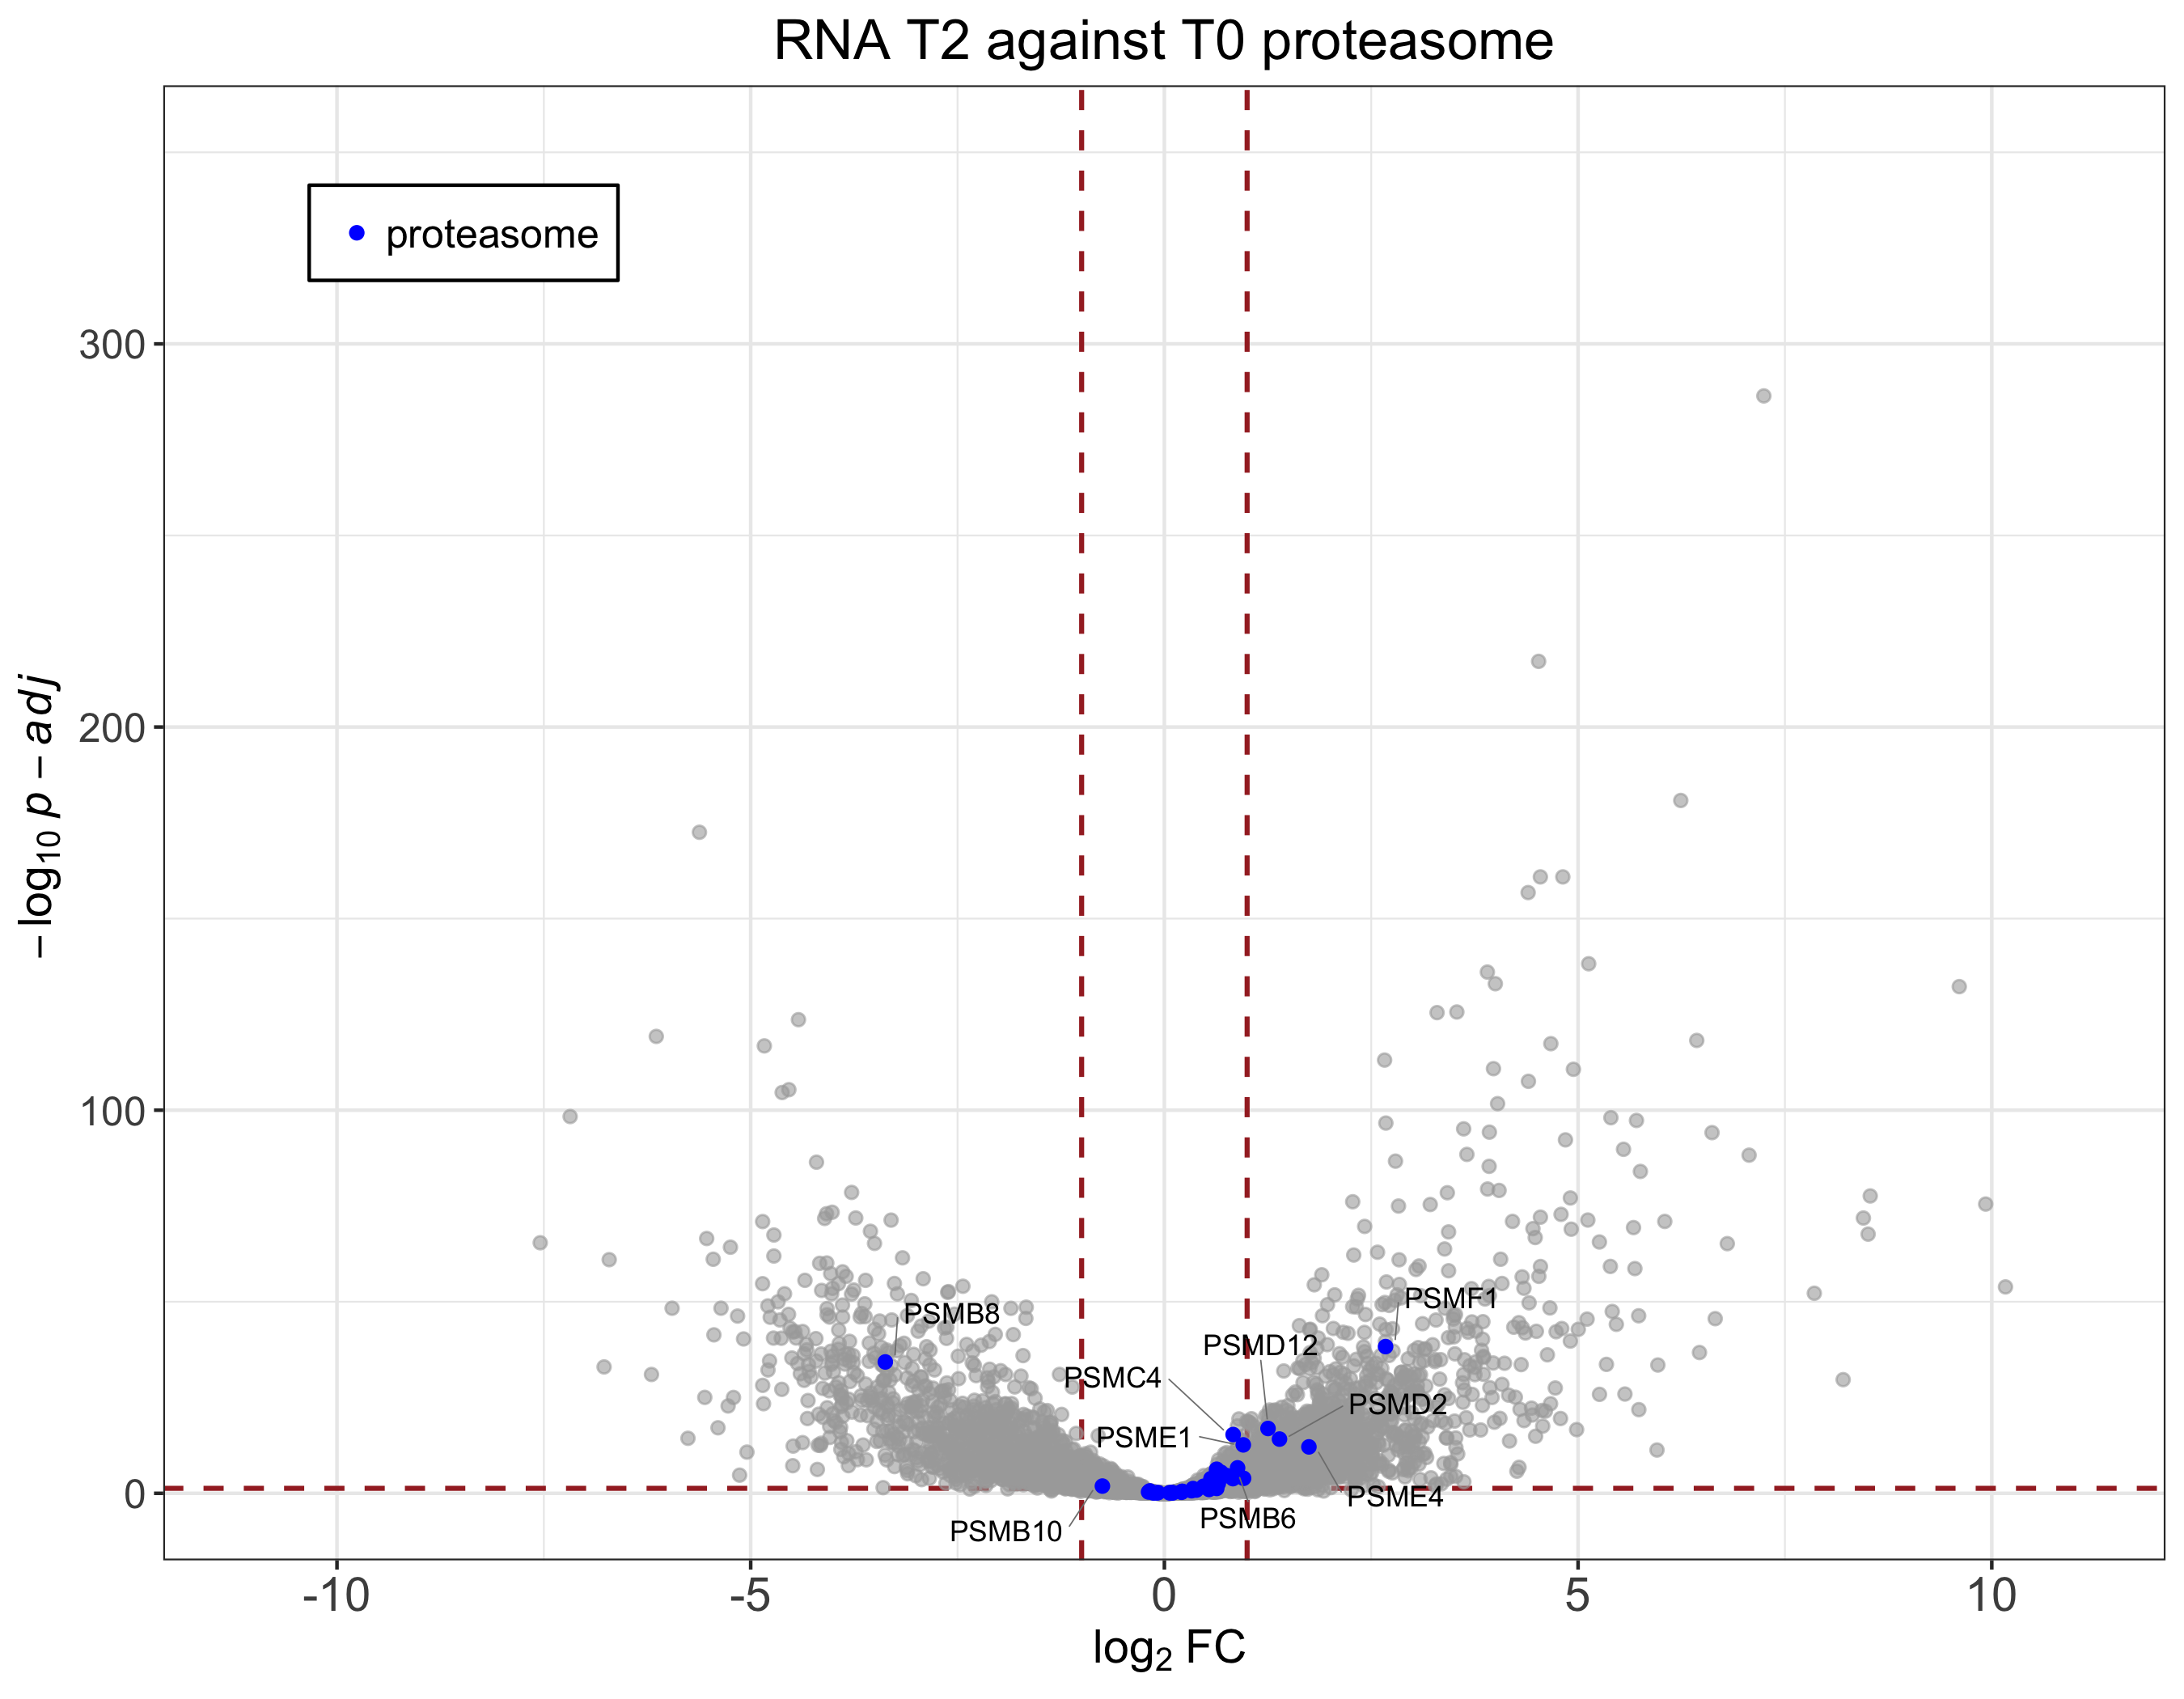 RNA T2 against T0 proteasome
proteasome
300
200
100
0
−log10 p − adj
PSMB8
PSMF1
PSMD12
PSMC4
PSMD2
PSME1
PSME4
PSMB6
PSMB10
-10
-5
0
5
10
log2 FC